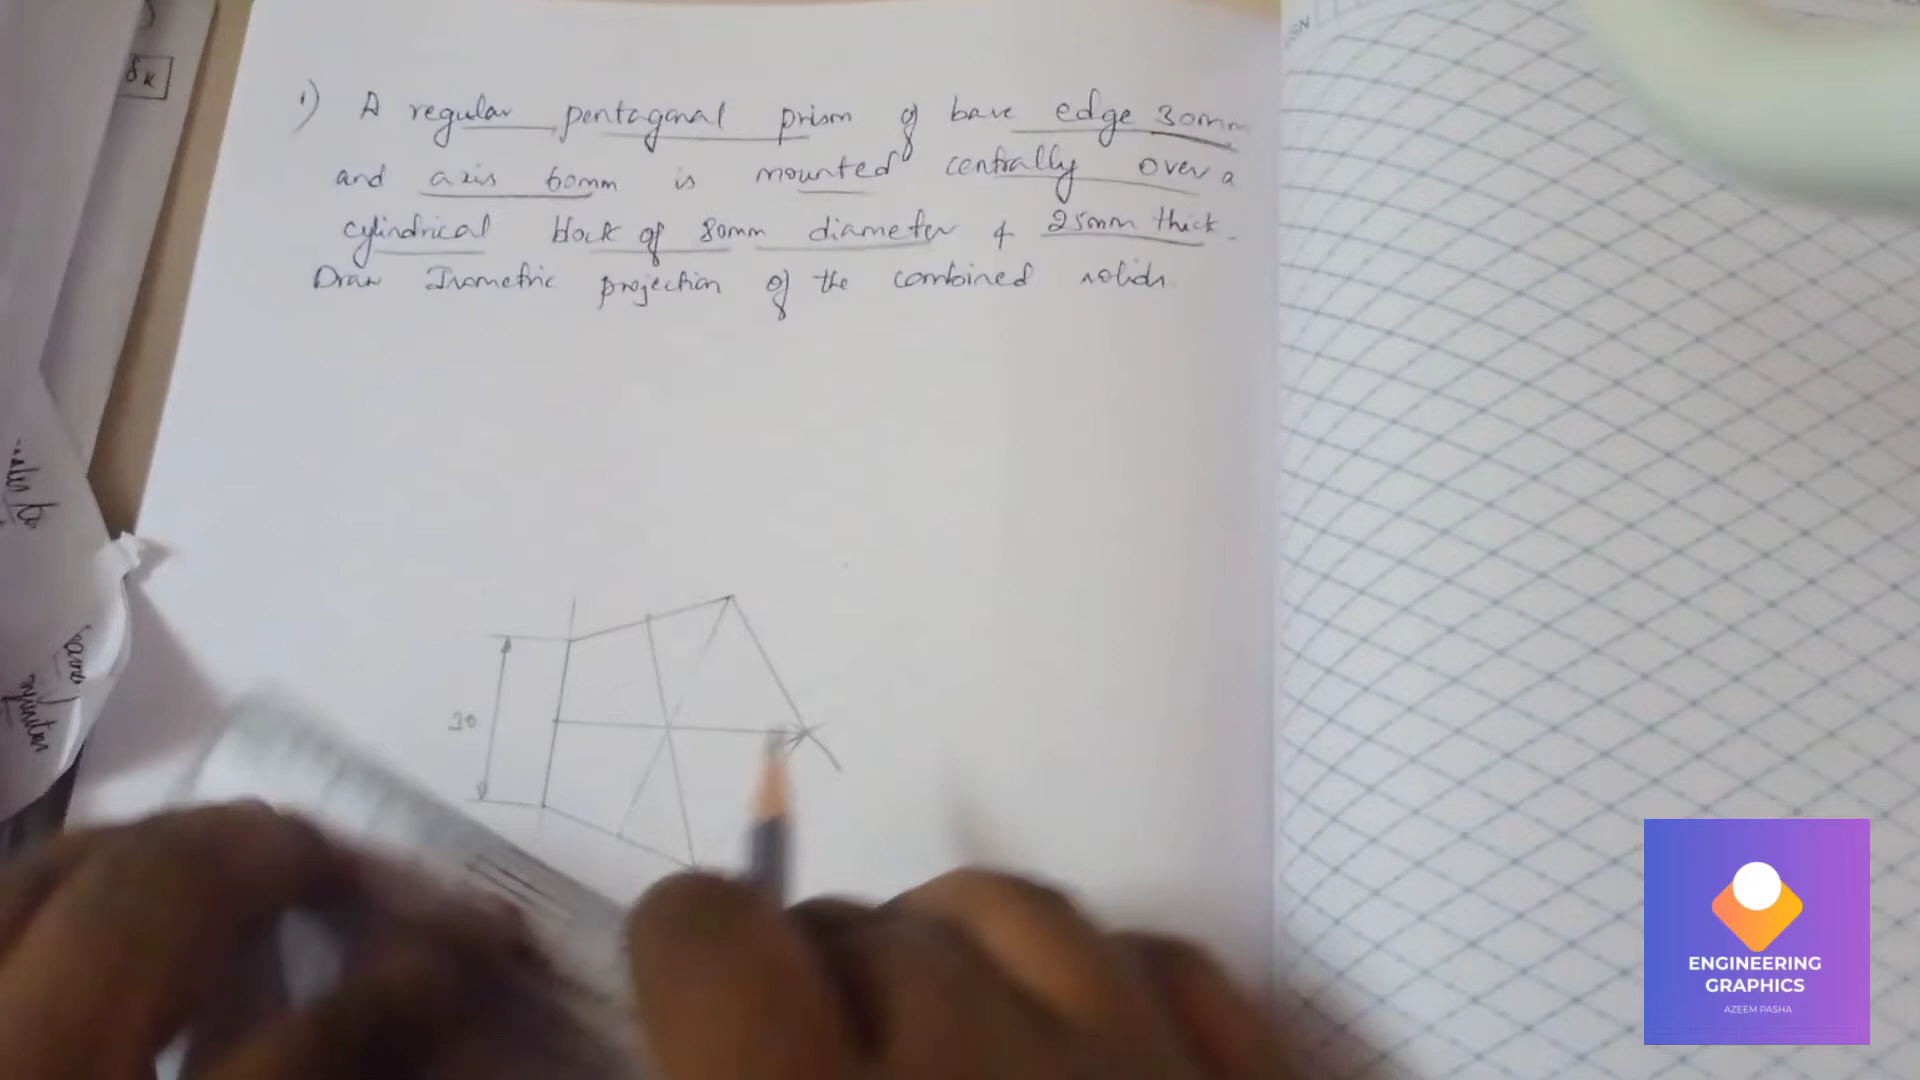 1) A regular pentagonal prism of base edge 30mm
and axis 60mm is mounted centrally over a
cylindrical block of 80mm diameter & 25mm thick.
Draw Isometric projection of the combined solids.
30
ENGINEERING
GRAPHICS
AZEEM PASHA